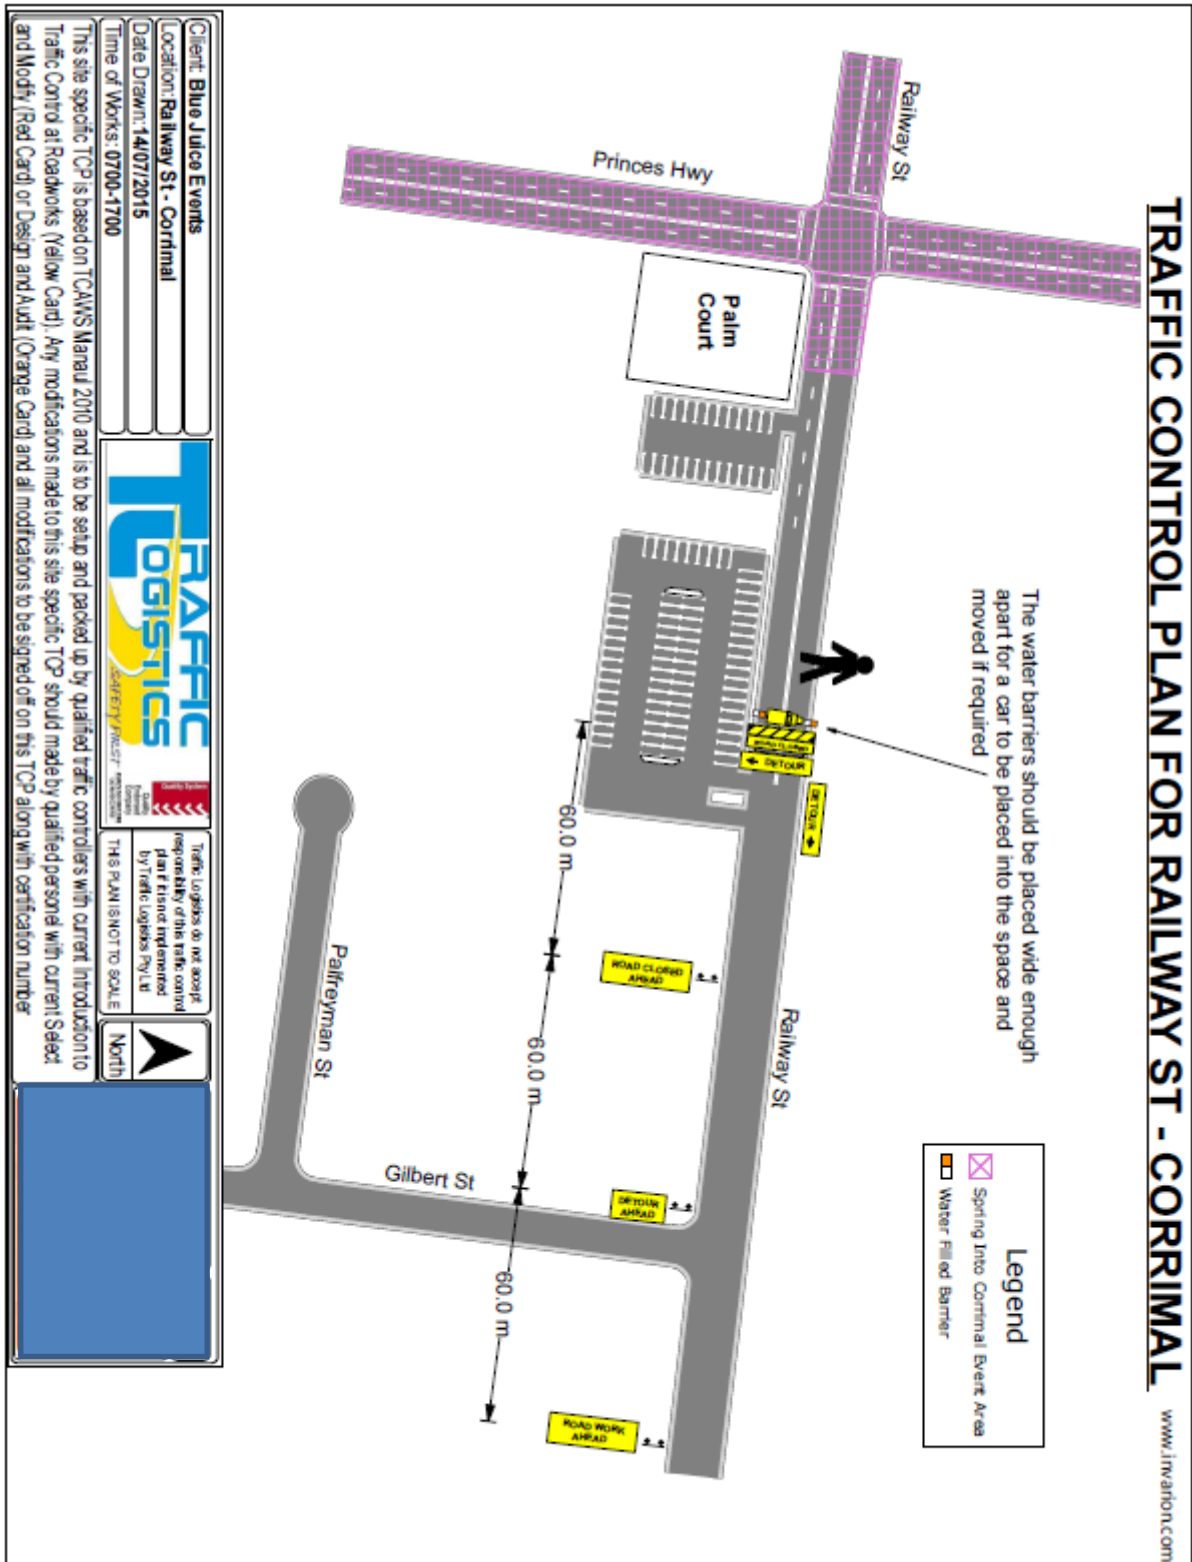 TRAFFIC CONTROL PLAN FOR RAILWAY ST - CORRIMAL
www.invarion.com
Railway St
Princes Hwy
Palm
Court
The water barriers should be placed wide enough
apart for a car to be placed into the space and
moved if required
Legend
Spring Into Corrimal Event Area
Water Filled Barrier
ROAD CLOSED
DETOUR
DETOUR
60.0 m
60.0 m
60.0 m
ROAD CLOSED
AHEAD
Railway St
DETOUR
AHEAD
ROAD WORK
AHEAD
Gilbert St
Palfreyman St
Client: Blue Juice Events
Location:Railway St - Corrimal
Date Drawn:14/07/2015
Time of Works: 0700-1700
TRAFFIC
LOGISTICS
SAFETY FIRST
Quality System
Quality
Endorsed
Company
Traffic Logistics do not accept
responsibility of this traffic control
plan if it is not implemented
by Traffic Logistics Pty Ltd
THIS PLAN IS NOT TO SCALE
North
This site specific TCP is based on TCAWS Manaul 2010 and is to be setup and packed up by qualified traffic controllers with current Introduction to
Traffic Control at Roadworks (Yellow Card). Any modifications made to this site specific TCP should made by qualified personel with current Select
and Modify (Red Card) or Design and Audit (Orange Card) and all modifications to be signed off on this TCP along with certification number